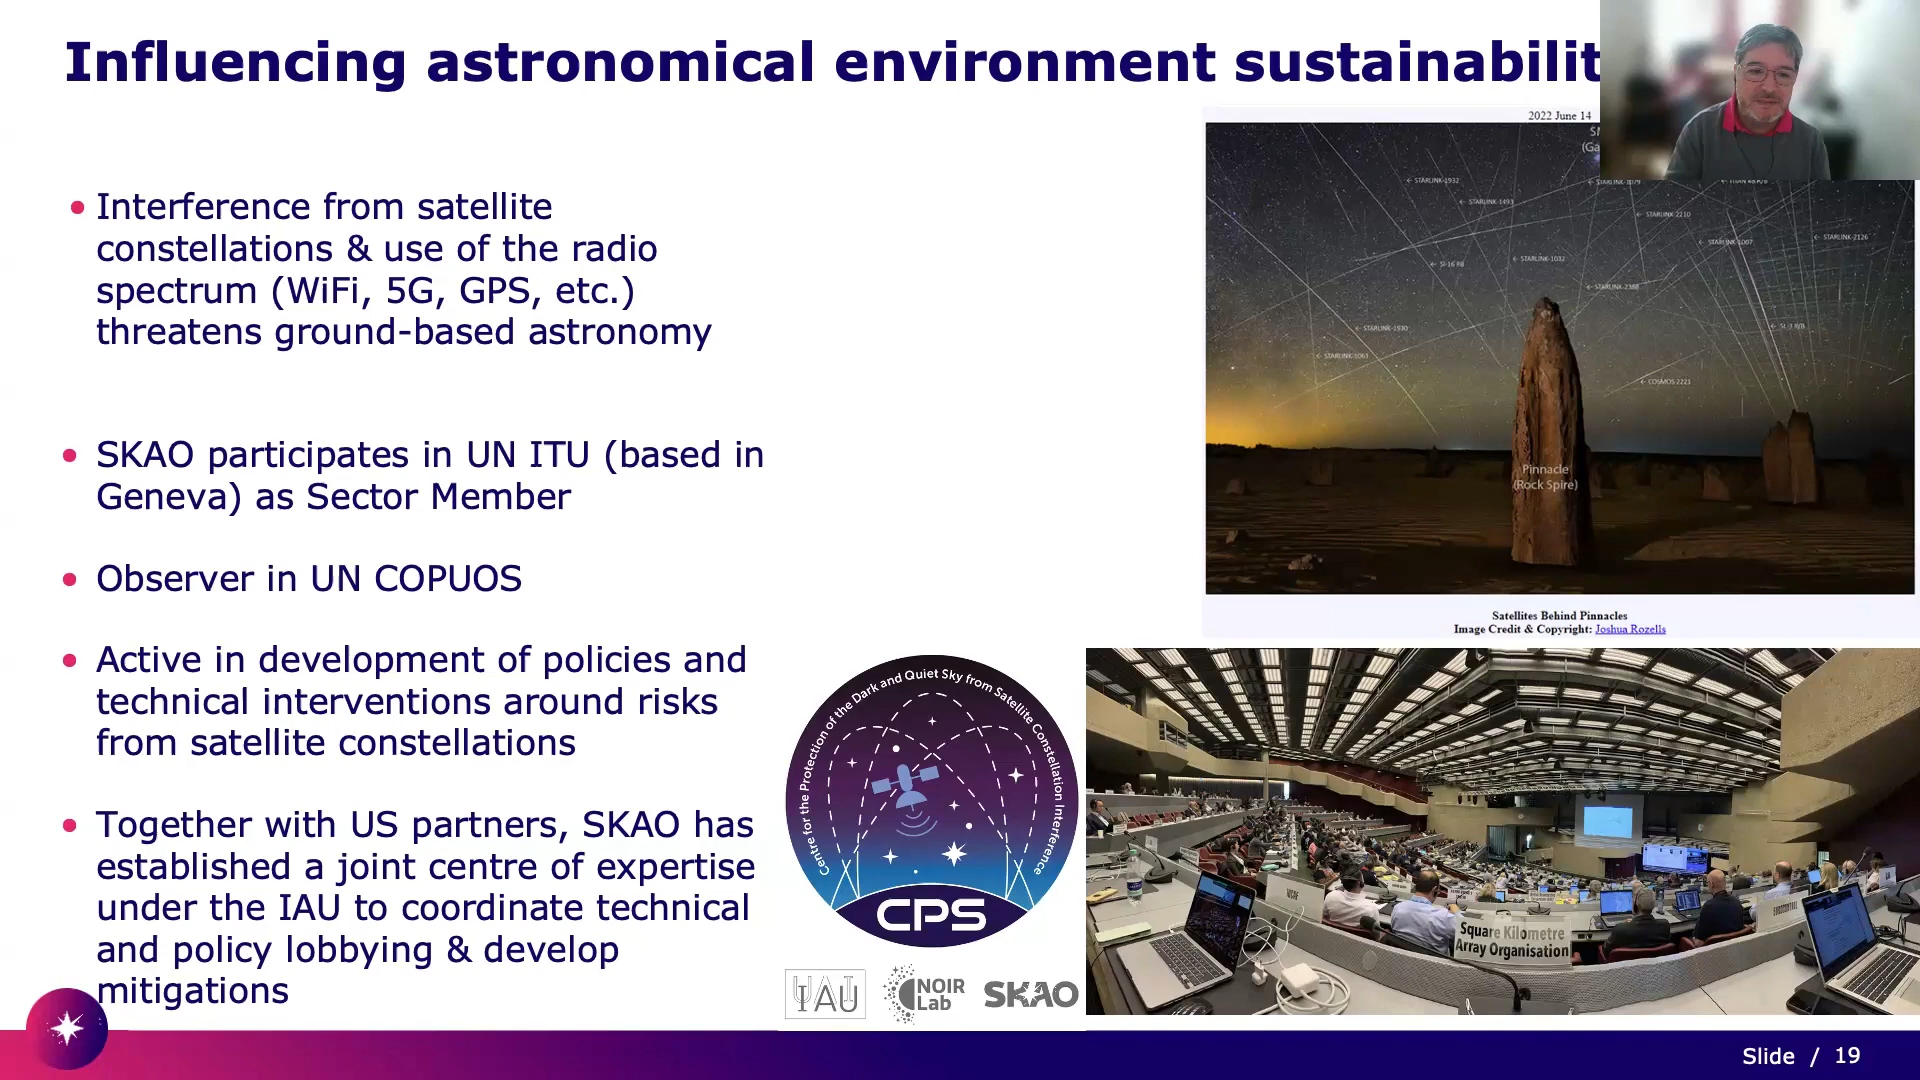 Influencing astronomical environment sustainabilit
2022 June 14
• Interference from satellite
constellations & use of the radio
spectrum (WiFi, 5G, GPS, etc.)
threatens ground-based astronomy
• SKAO participates in UN ITU (based in
Geneva) as Sector Member
• Observer in UN COPUOS
• Active in development of policies and
technical interventions around risks
from satellite constellations
• Together with US partners, SKAO has
established a joint centre of expertise
under the IAU to coordinate technical
and policy lobbying & develop
mitigations
← STARLINK-1932
← STARLINK-1493
← STARLINK-2210
← STARLINK-1007
← STARLINK-2126
← STARLINK-1032
← STARLINK-2388
← STARLINK-1930
← STARLINK-1061
← COSMOS 2221
Pinnacle
(Rock Spire)
Satellites Behind Pinnacles
Image Credit & Copyright: Joshua Rozells
Centre for the Protection of the Dark and Quiet Sky from Satellite Constellation Interference
CPS
IAU
NOIR
Lab
SKAO
Square Kilometre
Array Organisation
Slide / 19